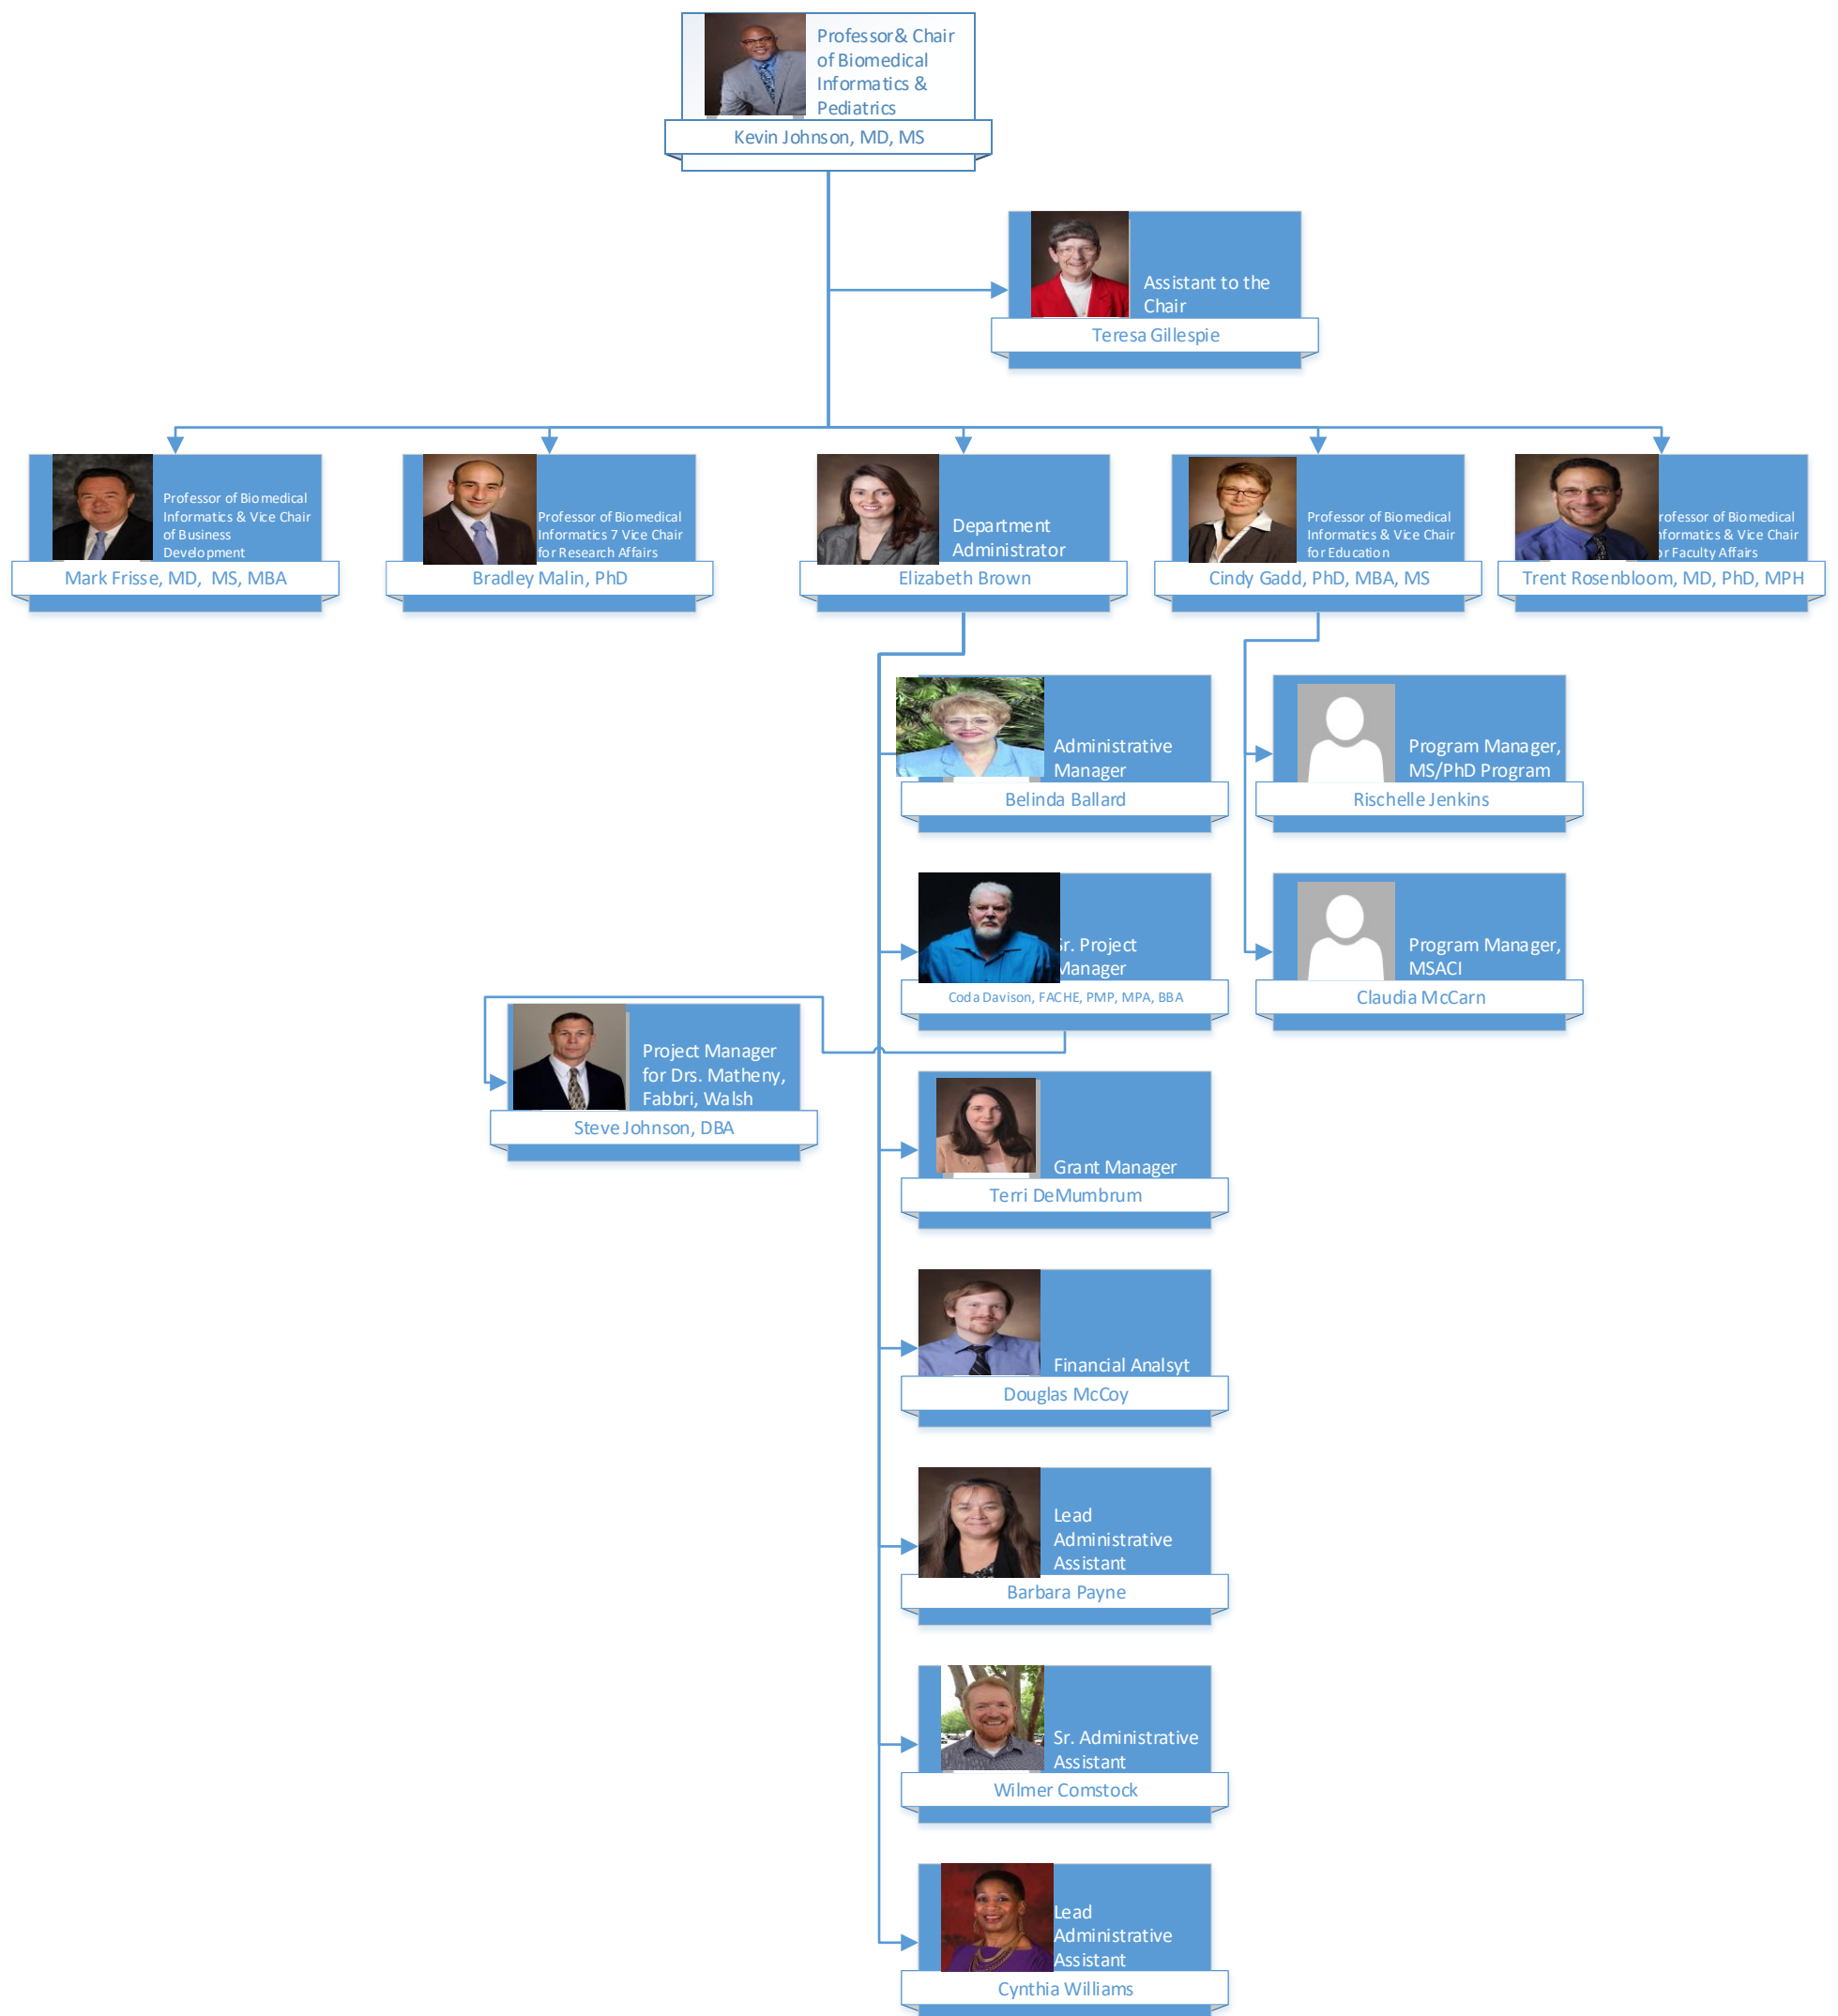 Professor& Chair
of Biomedical
Informatics &
Pediatrics
Kevin Johnson, MD, MS
Assistant to the
Chair
Teresa Gillespie
Professor of Biomedical
Informatics & Vice Chair
of Business
Development
Mark Frisse, MD, MS, MBA
Professor of Biomedical
Informatics 7 Vice Chair
for Research Affairs
Bradley Malin, PhD
Department
Administrator
Elizabeth Brown
Professor of Biomedical
Informatics & Vice Chair
for Education
Cindy Gadd, PhD, MBA, MS
rofessor of Biomedical
nformatics & Vice Chair
or Faculty Affairs
Trent Rosenbloom, MD, PhD, MPH
Administrative
Manager
Belinda Ballard
Program Manager,
MS/PhD Program
Rischelle Jenkins
Sr. Project
Manager
Coda Davison, FACHE, PMP, MPA, BBA
Program Manager,
MSACI
Claudia McCarn
Project Manager
for Drs. Matheny,
Fabbri, Walsh
Steve Johnson, DBA
Grant Manager
Terri DeMumbrum
Financial Analsyt
Douglas McCoy
Lead
Administrative
Assistant
Barbara Payne
Sr. Administrative
Assistant
Wilmer Comstock
Lead
Administrative
Assistant
Cynthia Williams